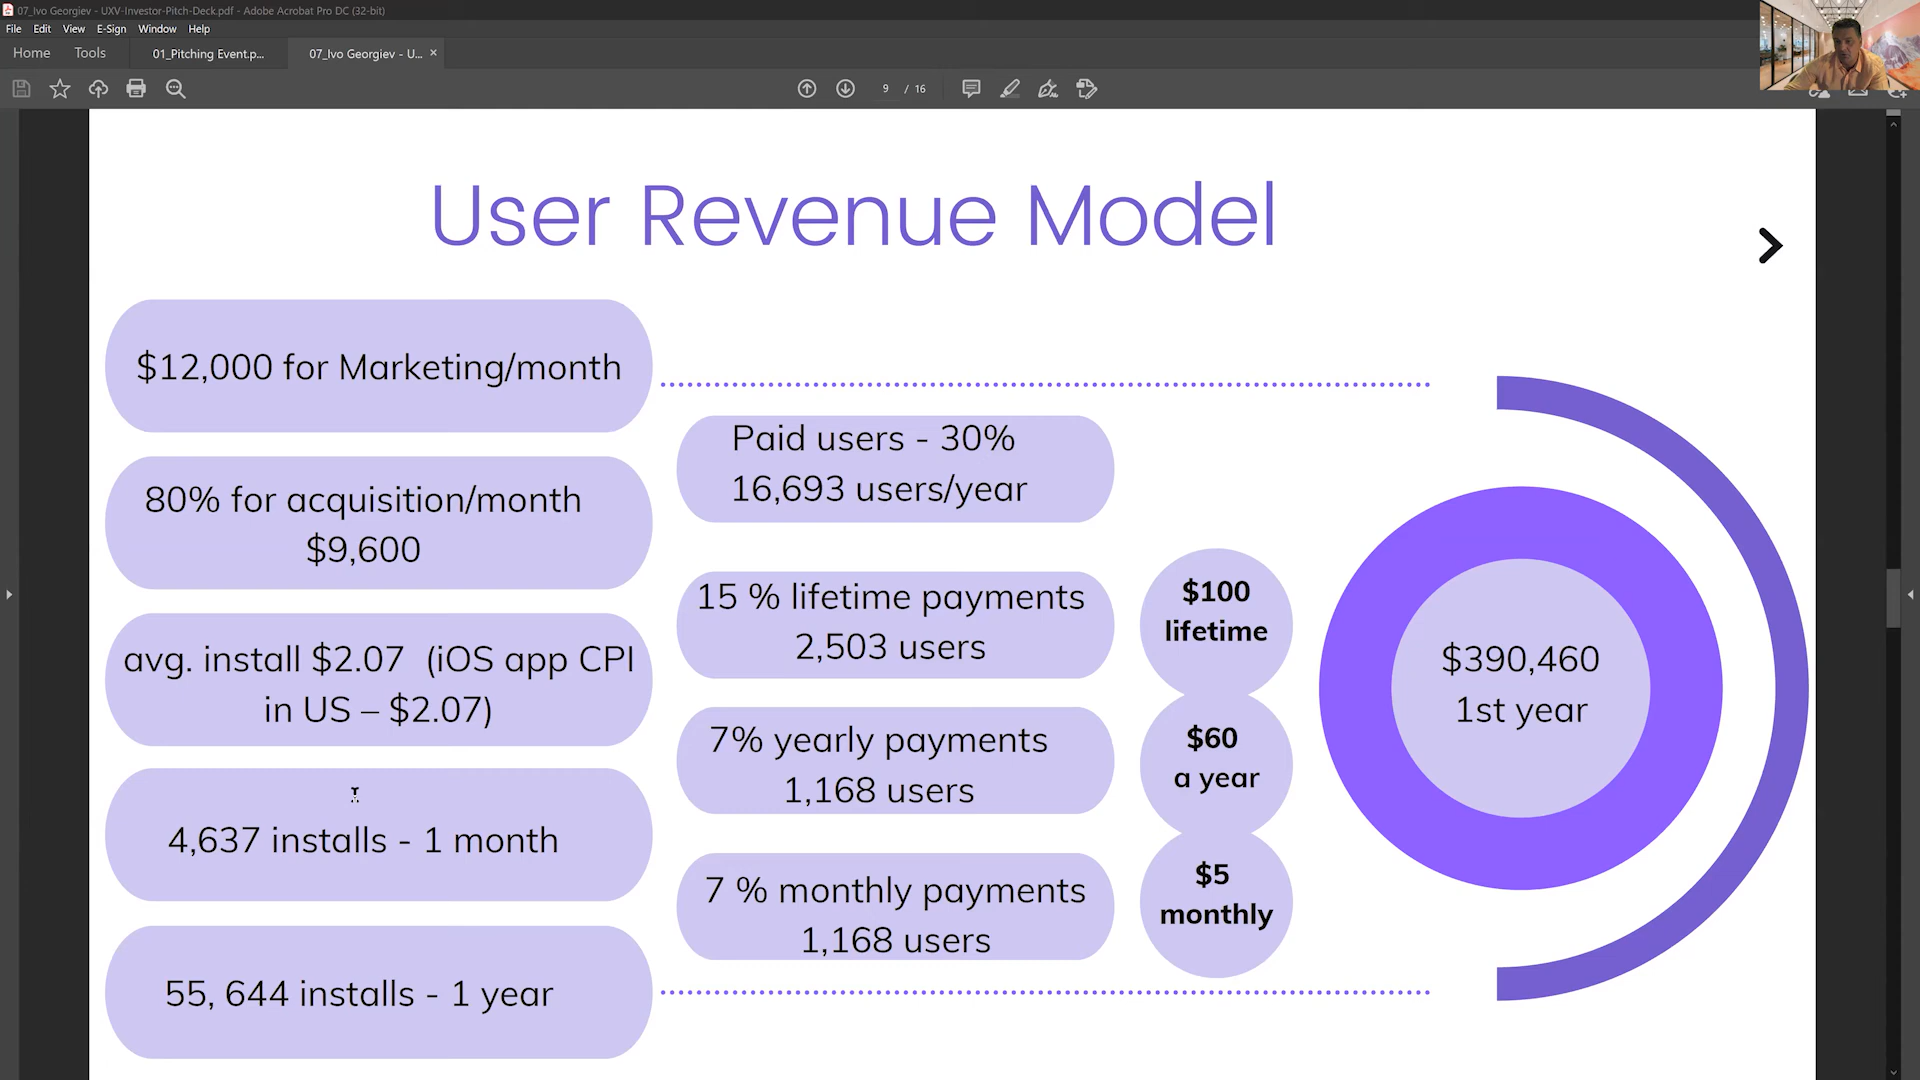 07_Ivo Georgiev - UXV-Investor-Pitch-Deck.pdf - Adobe Acrobat Pro DC (32-bit)
File Edit View E-Sign Window Help
Home Tools 01_Pitching Event.p... 07_Ivo Georgiev - U... ×
9 / 16
User Revenue Model
$12,000 for Marketing/month
80% for acquisition/month
$9,600
avg. install $2.07 (iOS app CPI
in US – $2.07)
4,637 installs - 1 month
55, 644 installs - 1 year
Paid users - 30%
16,693 users/year
15 % lifetime payments
2,503 users
7% yearly payments
1,168 users
7 % monthly payments
1,168 users
$100
lifetime
$60
a year
$5
monthly
$390,460
1st year